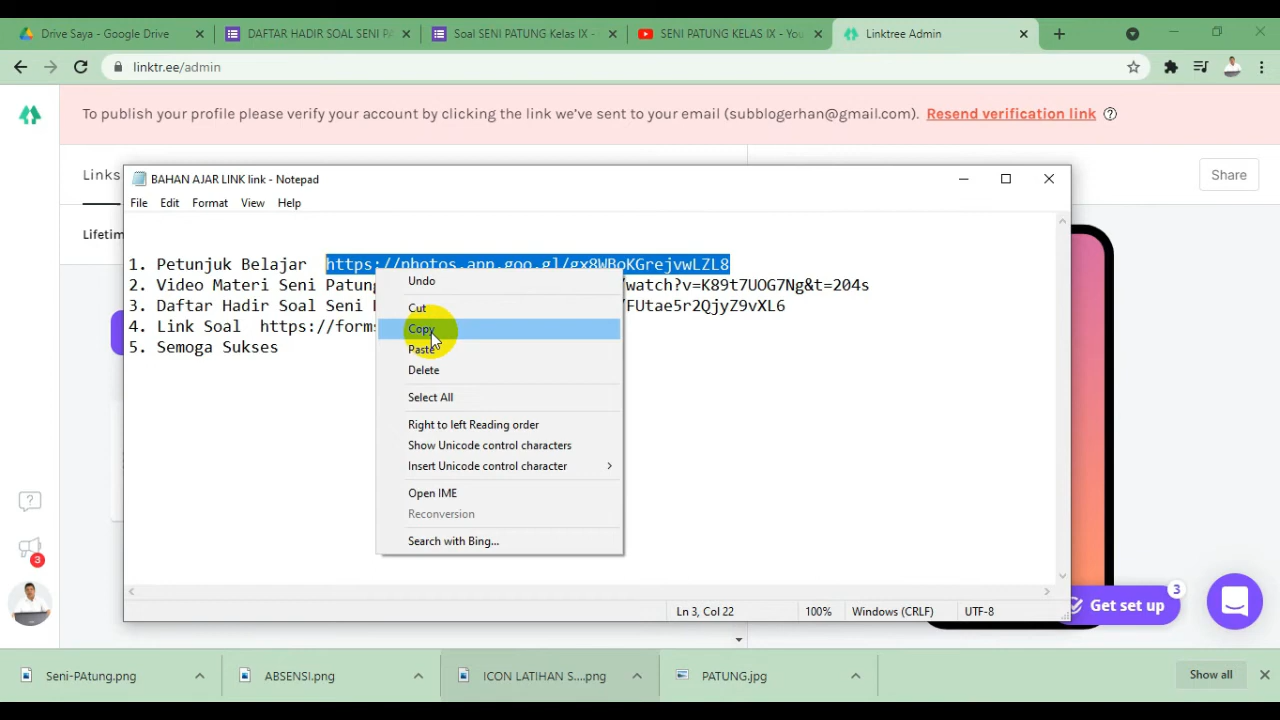 Drive Saya - Google Drive
DAFTAR HADIR SOAL SENI PA
Soal SENI PATUNG Kelas IX -
SENI PATUNG KELAS IX - You
Linktree Admin
linktr.ee/admin
To publish your profile please verify your account by clicking the link we've sent to your email (subblogerhan@gmail.com). Resend verification link
Links
Share
Lifetim
BAHAN AJAR LINK link - Notepad
File Edit Format View Help
1. Petunjuk Belajar https://photos.app.goo.gl/gx8WBoKGrejvwLZL8
2. Video Materi Seni Patung /watch?v=K89t7UOG7Ng&t=204s
3. Daftar Hadir Soal Seni P /FUtae5r2QjyZ9vXL6
4. Link Soal https://forms
5. Semoga Sukses
Undo
Cut
Copy
Paste
Delete
Select All
Right to left Reading order
Show Unicode control characters
Insert Unicode control character
Open IME
Reconversion
Search with Bing...
Ln 3, Col 22
100%
Windows (CRLF)
UTF-8
3
Get set up
3
Seni-PAtung.png
ABSENSI.png
ICON LATIHAN S....png
PATUNG.jpg
Show all